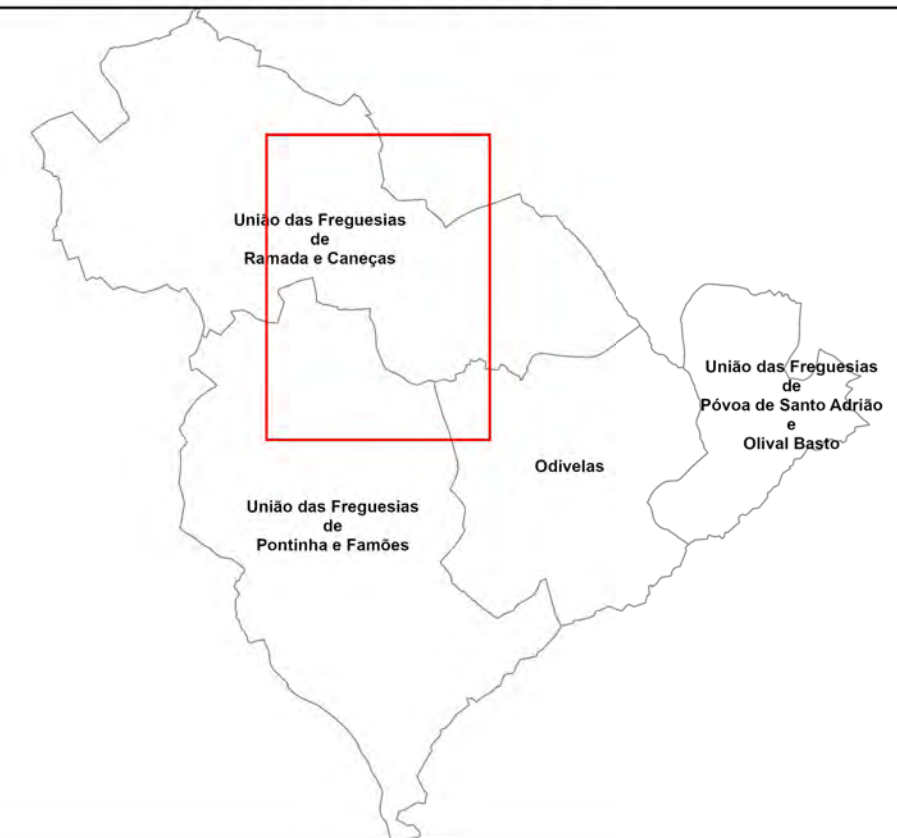 União das Freguesias
de
Ramada e Caneças
União das Freguesias
de
Póvoa de Santo Adrião
e
Olival Basto
Odivelas
União das Freguesias
de
Pontinha e Famões